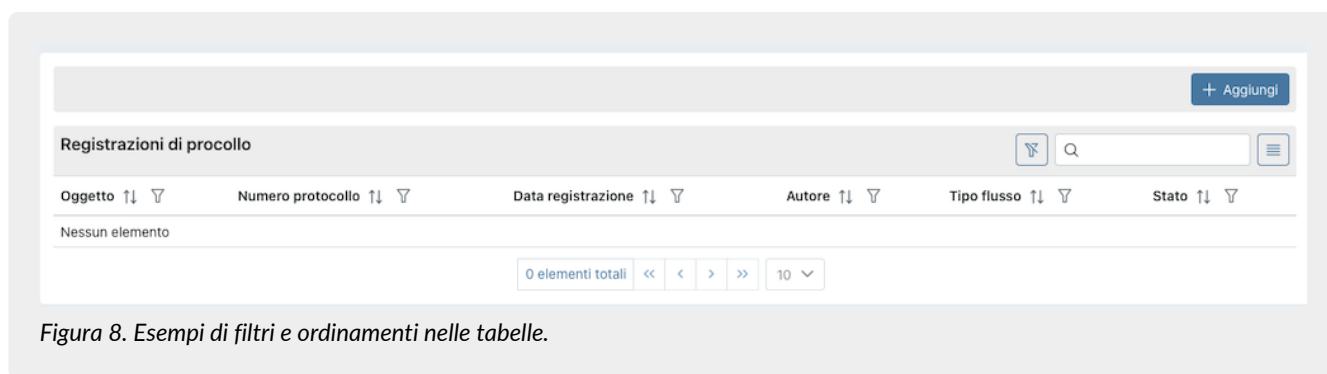 + Aggiungi
Registrazioni di procollo
Oggetto Numero protocollo Data registrazione Autore Tipo flusso Stato
Nessun elemento
0 elementi totali << < > >> 10
Figura 8. Esempi di filtri e ordinamenti nelle tabelle.